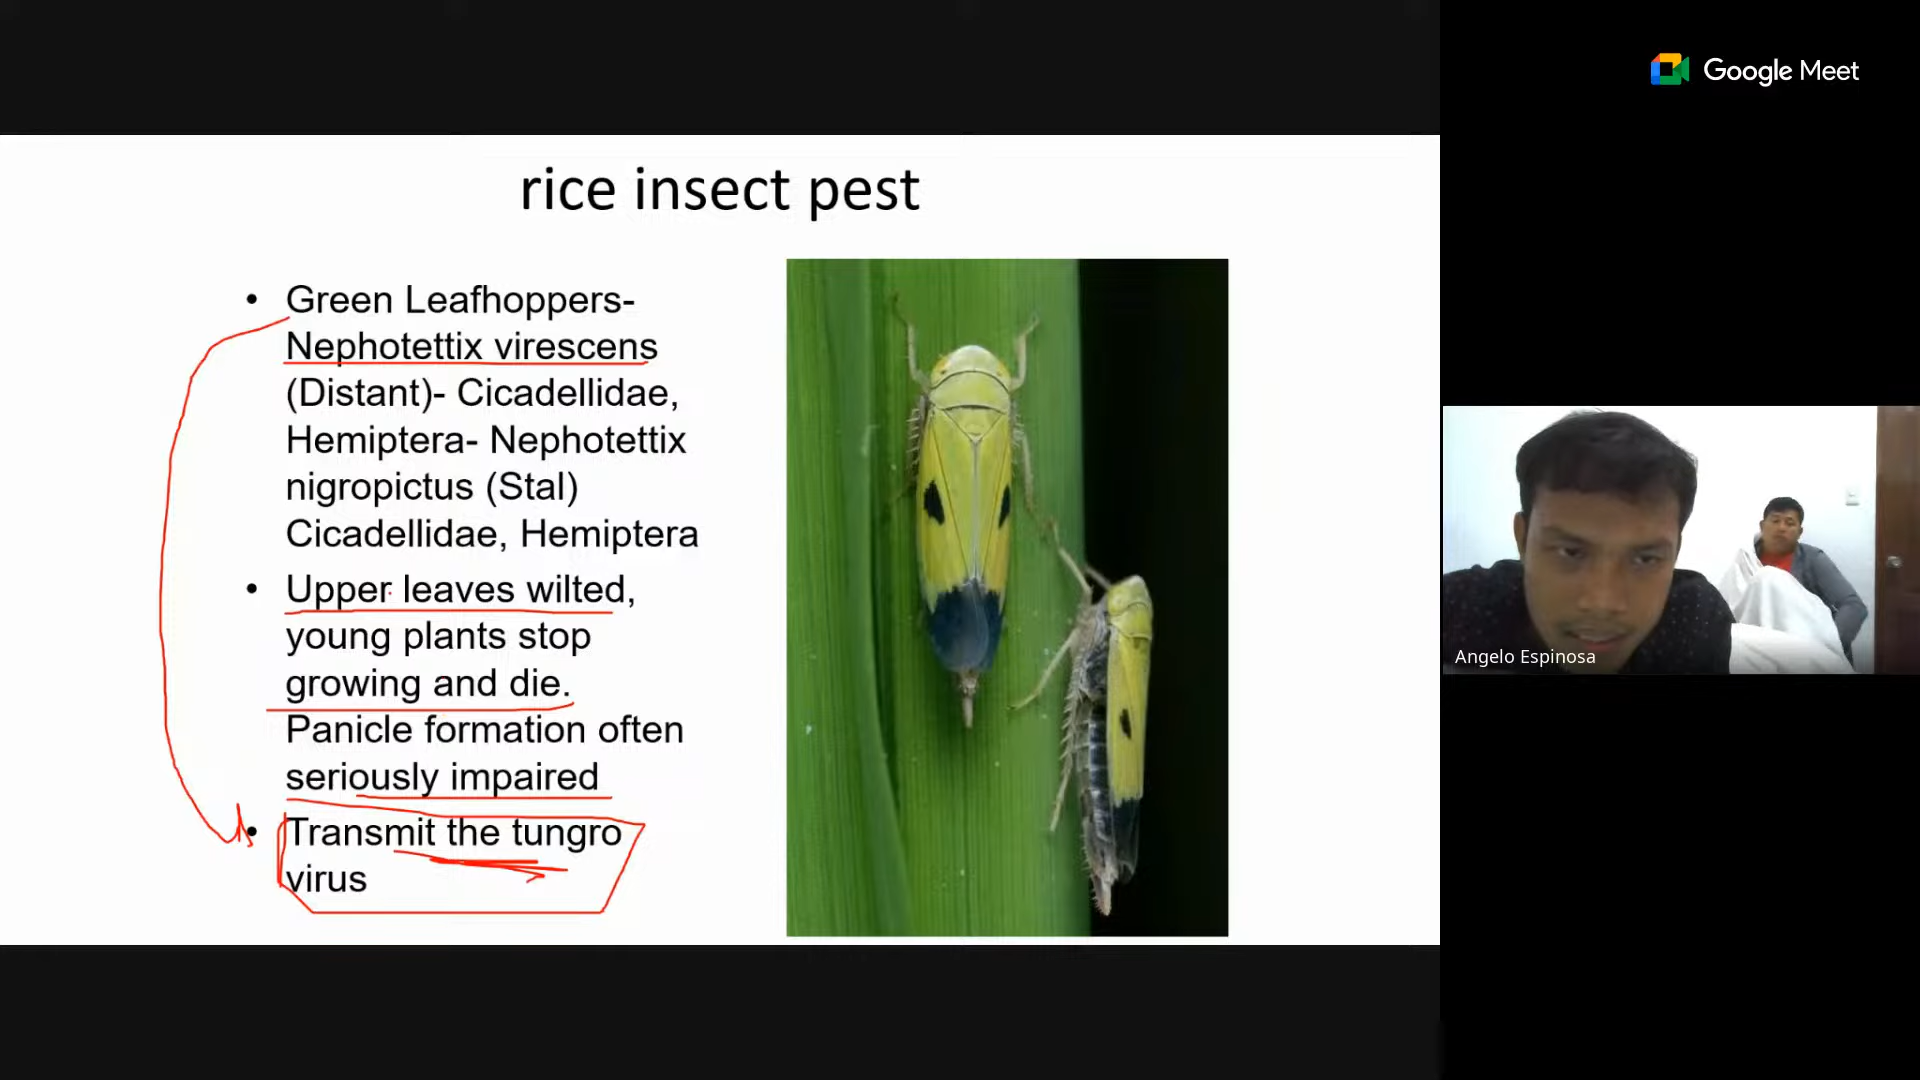 Google Meet
rice insect pest
• Green Leafhoppers-
Nephotettix virescens
(Distant)- Cicadellidae,
Hemiptera- Nephotettix
nigropictus (Stal)
Cicadellidae, Hemiptera
• Upper leaves wilted,
young plants stop
growing and die.
Panicle formation often
seriously impaired
• Transmit the tungro
virus
Angelo Espinosa